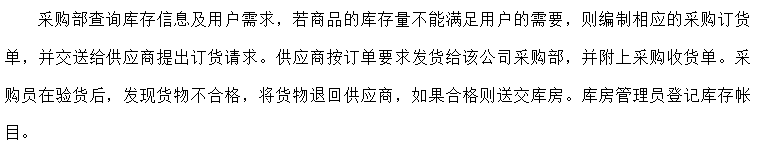 采购部查询库存信息及用户需求，若商品的库存量不能满足用户的需要，则编制相应的采购订货
单，并交送给供应商提出订货请求。供应商按订单要求发货给该公司采购部，并附上采购收货单。采
购员在验货后，发现货物不合格，将货物退回供应商，如果合格则送交库房。库房管理员登记库存帐
目。